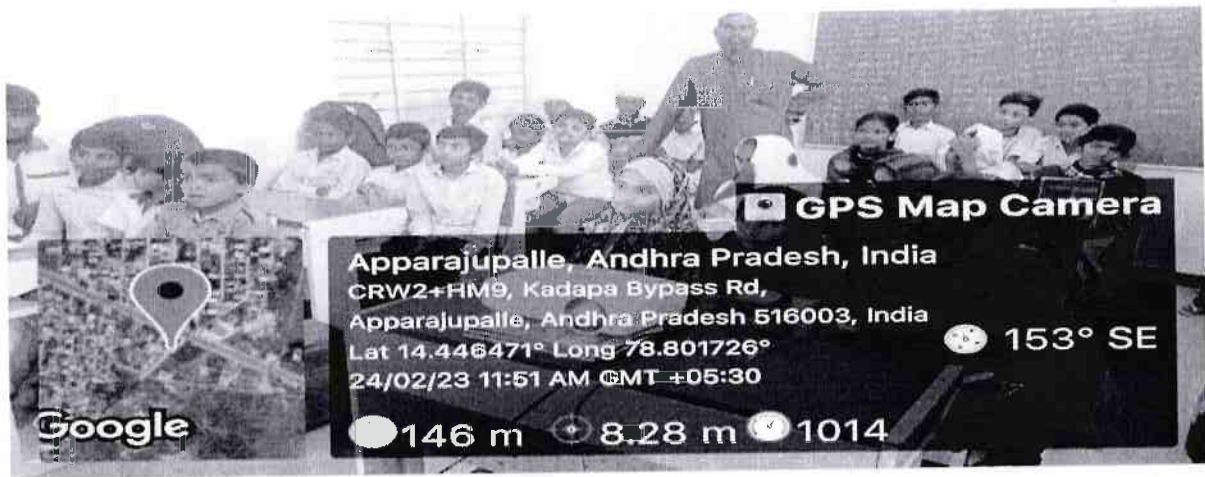 GPS Map Camera
Apparajupalle, Andhra Pradesh, India
CRW2+HM9, Kadapa Bypass Rd,
Apparajupalle, Andhra Pradesh 516003, India
Lat 14.446471° Long 78.801726°
153° SE
24/02/23 11:51 AM GMT +05:30
Google
146 m 8.28 m 1014